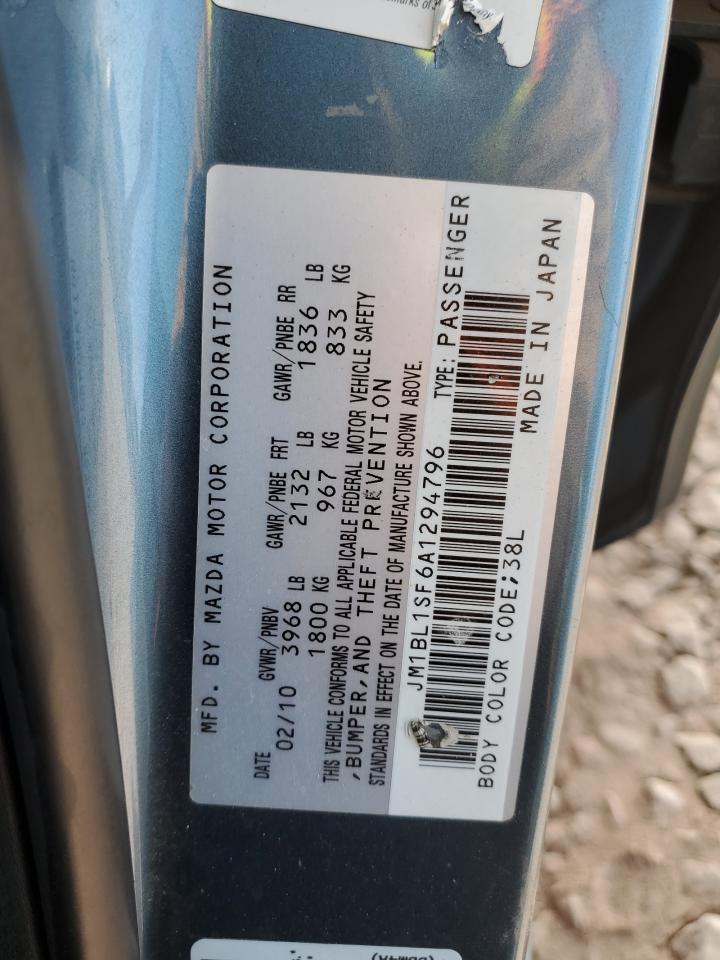 MFD. BY MAZDA MOTOR CORPORATION
DATE GVWR/PNBV GAWR/PNBE FRT GAWR/PNBE RR
02/10 3968 LB 2132 LB 1836 LB
1800 KG 967 KG 833 KG
THIS VEHICLE CONFORMS TO ALL APPLICABLE FEDERAL MOTOR VEHICLE SAFETY
,BUMPER,AND THEFT PREVENTION
STANDARDS IN EFFECT ON THE DATE OF MANUFACTURE SHOWN ABOVE.
JM1BL1SF6A1294796 TYPE: PASSENGER
BODY COLOR CODE;38L MADE IN JAPAN